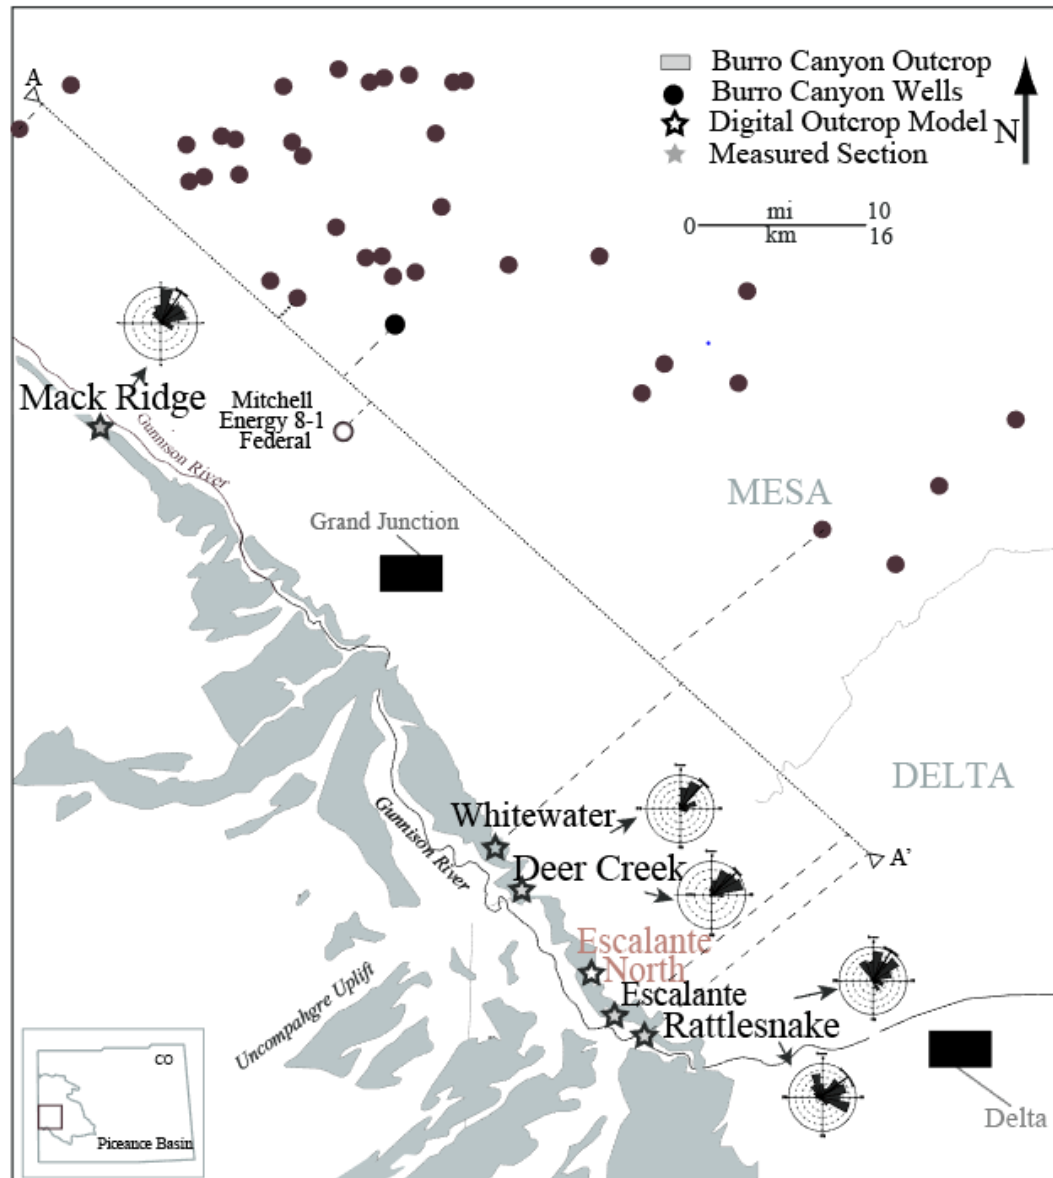 A
Burro Canyon Outcrop
Burro Canyon Wells
Digital Outcrop Model
Measured Section
N
mi
0
10
km
16
Mack Ridge
Gunnison River
Mitchell
Energy 8-1
Federal
Grand Junction
MESA
DELTA
Whitewater
A'
Deer Creek
Gunnison River
Escalante
North
Escalante
Rattlesnake
Uncompahgre Uplift
CO
Piceance Basin
Delta